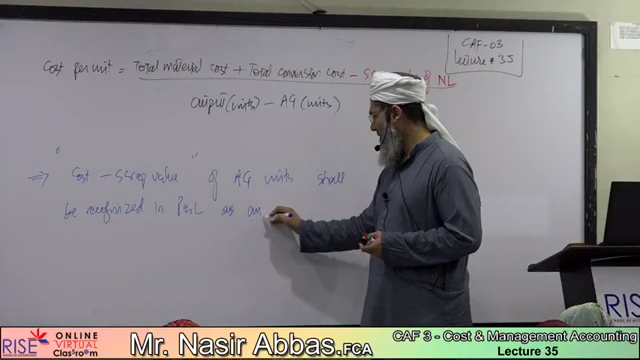 CAF-03
Lecture # 35
Cost per unit = Total material cost + Total conversion cost - of NL
Output (units) - AG (units)
⇒ "Cost - Scrap value" of AG units shall
be recognized in P&L as an
RISE
ONLINE
VIRTUAL
Classroom
Mr. Nasir Abbas.FCA
CAF 3 - Cost & Management Accounting
Lecture 35
RISE